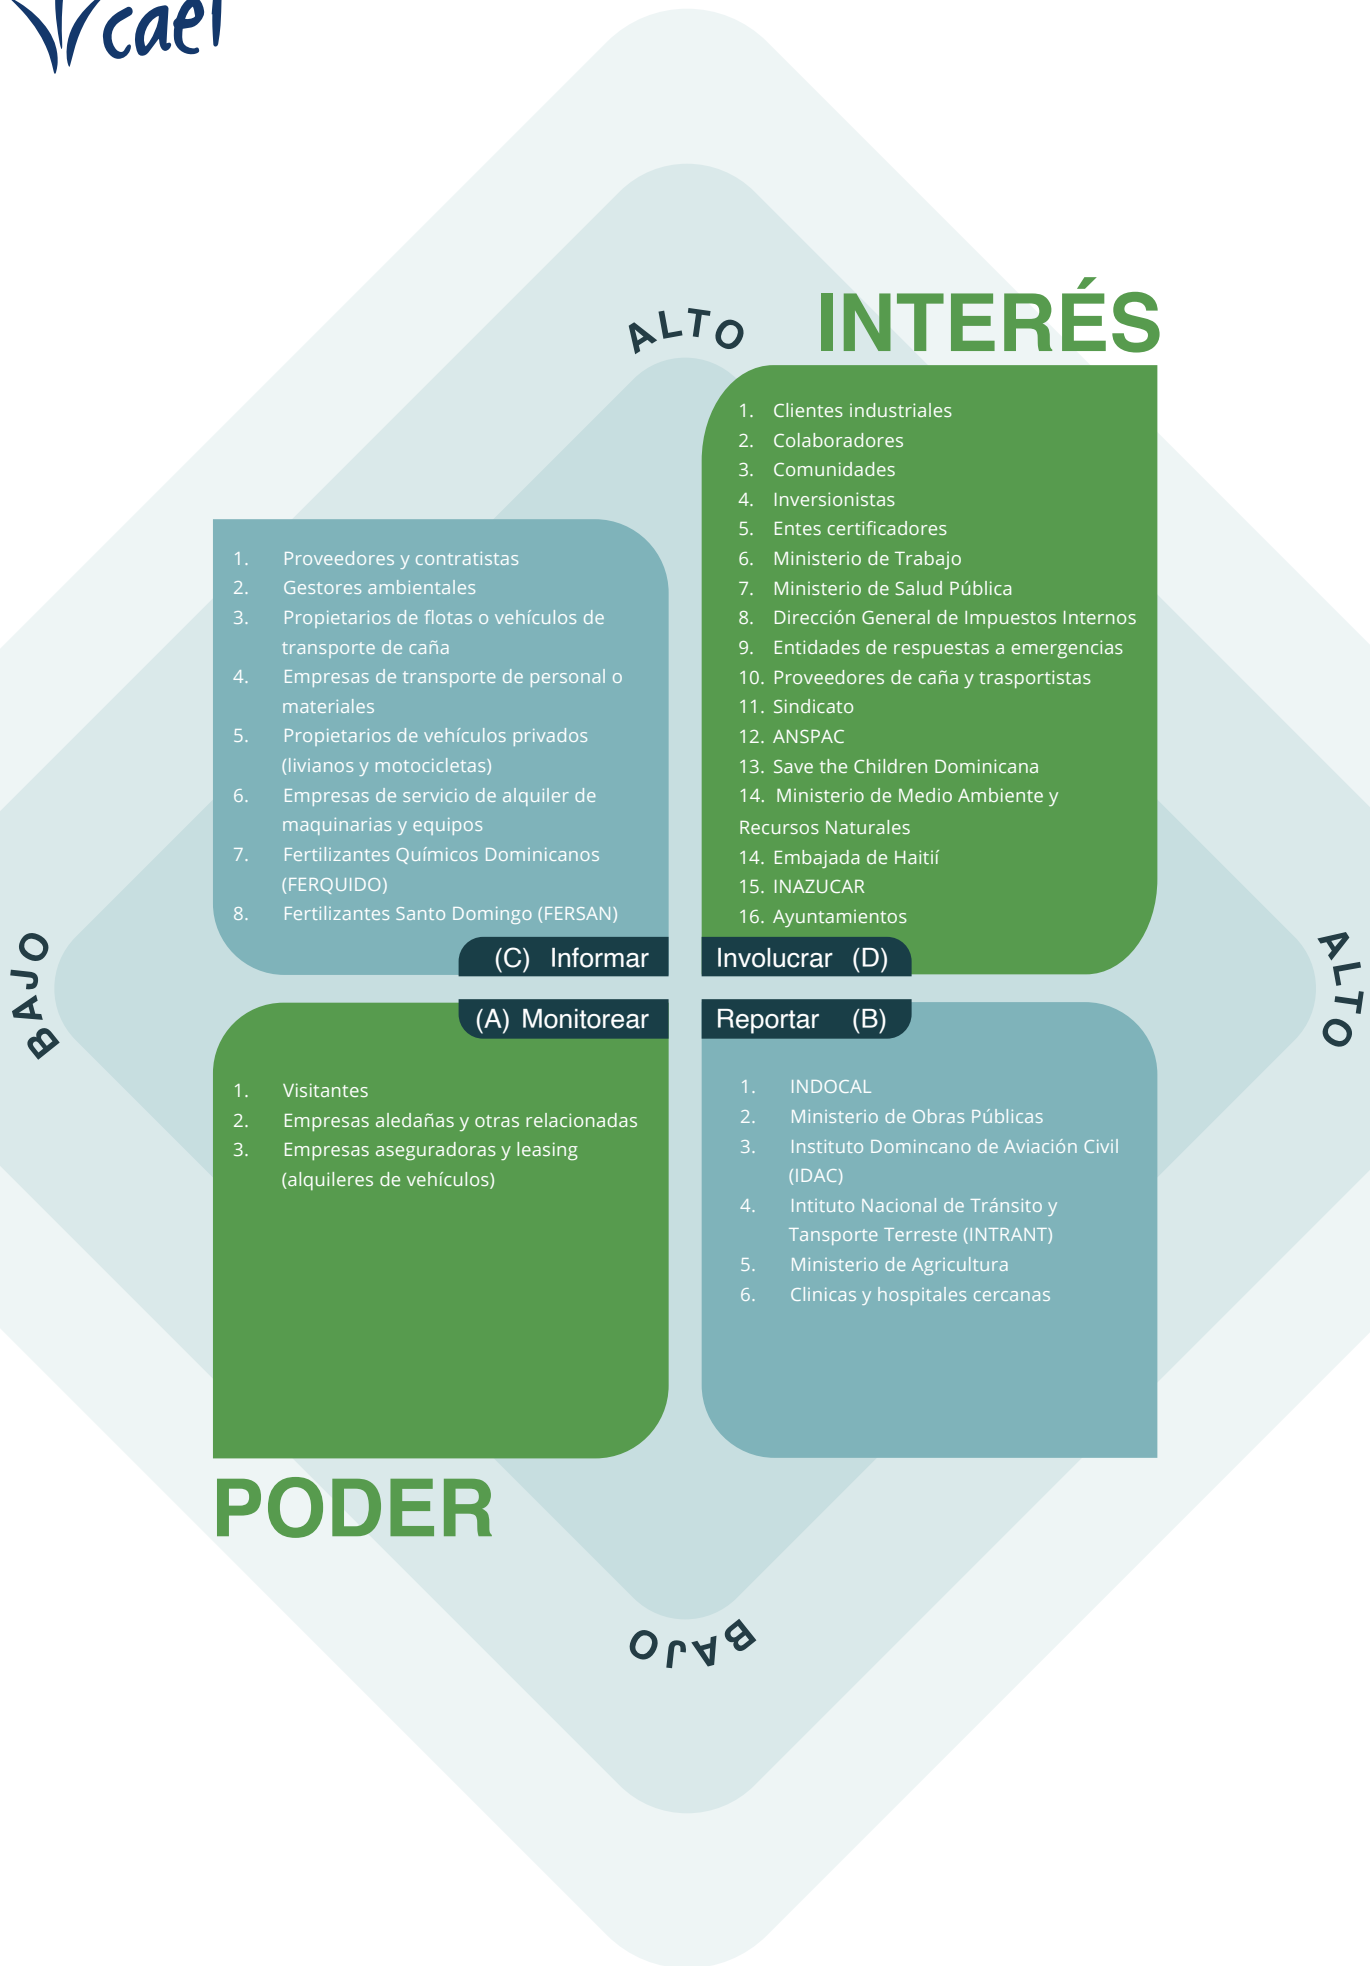 cael
INTERÉS
ALTO
1. Clientes industriales
2. Colaboradores
3. Comunidades
4. Inversionistas
5. Entes certificadores
6. Ministerio de Trabajo
7. Ministerio de Salud Pública
8. Dirección General de Impuestos Internos
9. Entidades de respuestas a emergencias
10. Proveedores de caña y trasportistas
11. Sindicato
12. ANSPAC
13. Save the Children Dominicana
14. Ministerio de Medio Ambiente y
Recursos Naturales
14. Embajada de Haitií
15. INAZUCAR
16. Ayuntamientos
Involucrar (D)
1. Proveedores y contratistas
2. Gestores ambientales
3. Propietarios de flotas o vehículos de
transporte de caña
4. Empresas de transporte de personal o
materiales
5. Propietarios de vehículos privados
(livianos y motocicletas)
6. Empresas de servicio de alquiler de
maquinarias y equipos
7. Fertilizantes Químicos Dominicanos
(FERQUIDO)
8. Fertilizantes Santo Domingo (FERSAN)
(C) Informar
BAJO
ALTO
(A) Monitorear
1. Visitantes
2. Empresas aledañas y otras relacionadas
3. Empresas aseguradoras y leasing
(alquileres de vehículos)
Reportar (B)
1. INDOCAL
2. Ministerio de Obras Públicas
3. Instituto Domincano de Aviación Civil
(IDAC)
4. Intituto Nacional de Tránsito y
Tansporte Terreste (INTRANT)
5. Ministerio de Agricultura
6. Clinicas y hospitales cercanas
PODER
BAJO